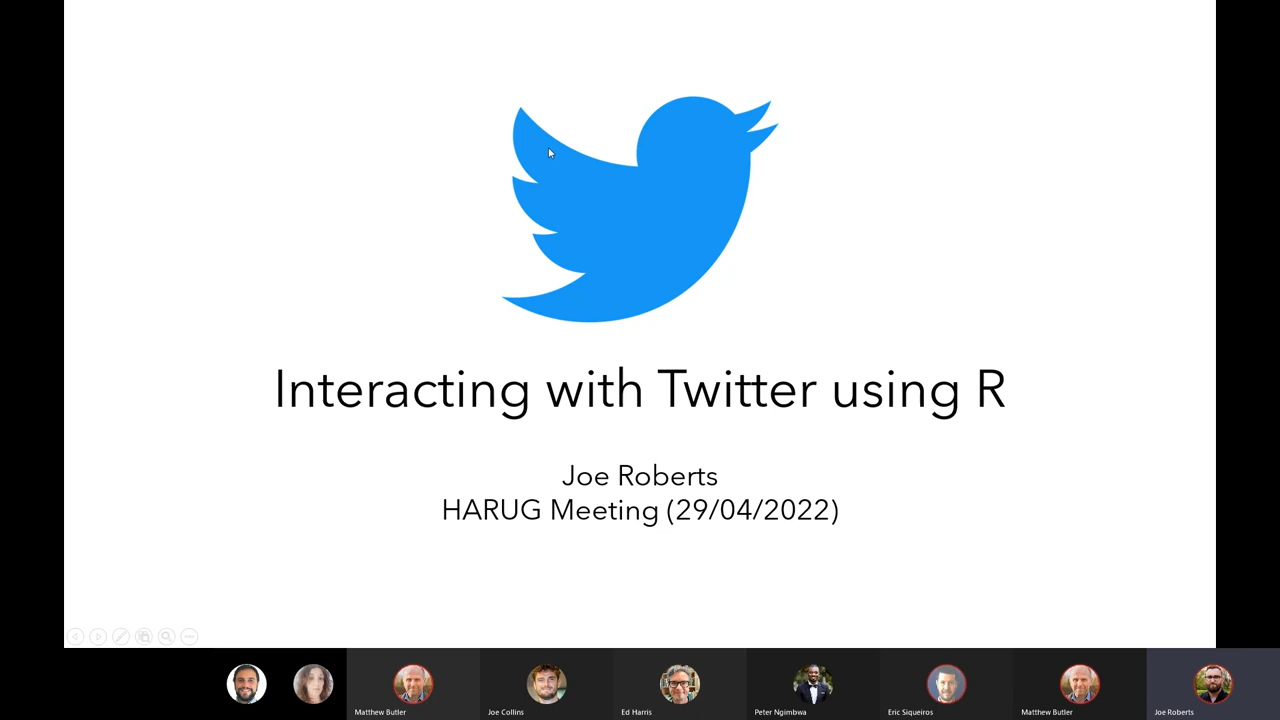 Interacting with Twitter using R
Joe Roberts
HARUG Meeting (29/04/2022)
Matthew Butler
Joe Collins
Ed Harris
Peter Ngimbwa
Eric Siqueiros
Matthew Butler
Joe Roberts